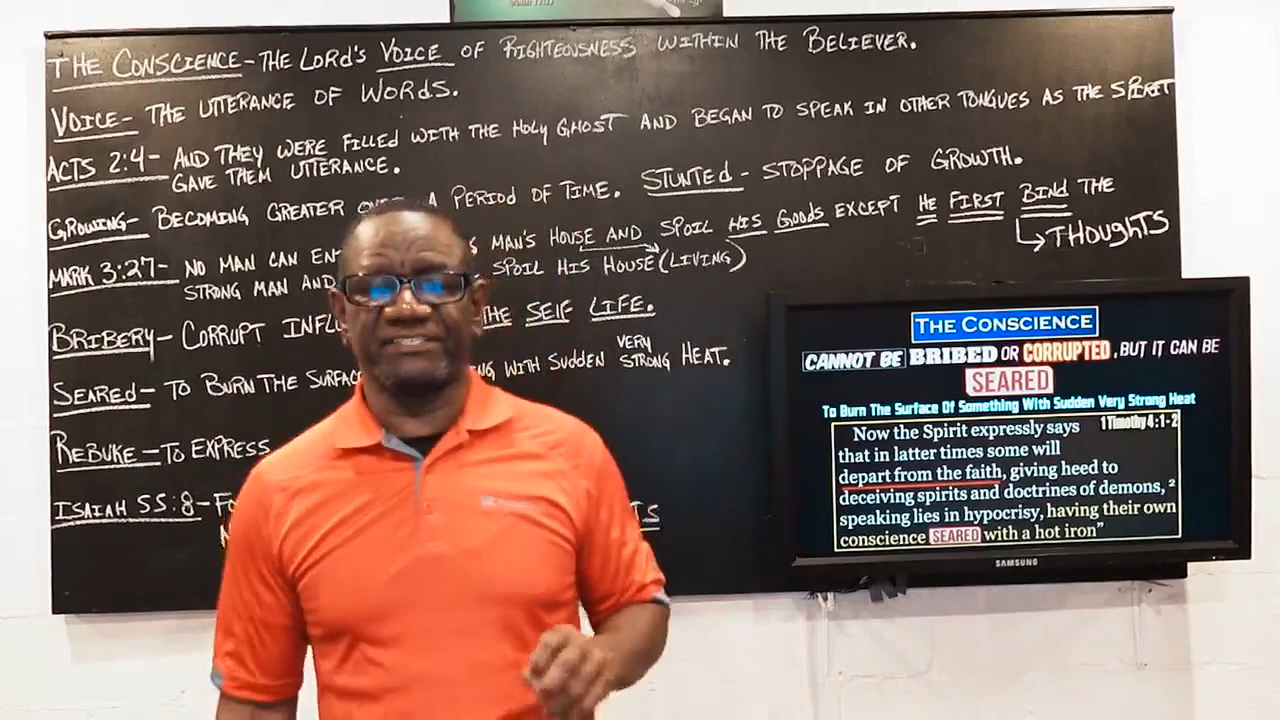 THE CONSCIENCE - THE LORD'S VOICE OF RIGHTEOUSNESS WITHIN THE BELIEVER.
VOICE - THE UTTERANCE OF WORDS.
ACTS 2:4 - AND THEY WERE FILLED WITH THE HOLY GHOST AND BEGAN TO SPEAK IN OTHER TONGUES AS THE SPIRIT
GAVE THEM UTTERANCE.
GROWING - BECOMING GREATER A PERIOD OF TIME. STUNTED - STOPPAGE OF GROWTH.
MARK 3:27 - NO MAN CAN MAN'S HOUSE AND SPOIL HIS GOODS EXCEPT HE FIRST BIND THE
STRONG MAN AND SPOIL HIS HOUSE (LIVING)
THOUGHTS
BRIBERY - CORRUPT THE SELF LIFE.
VERY
SEARED - TO BURN THE WITH SUDDEN STRONG HEAT.
REBUKE - TO EXPRESS
ISAIAH 55:8 -
THE CONSCIENCE
CANNOT BE BRIBED OR CORRUPTED, BUT IT CAN BE
SEARED
To Burn The Surface Of Something With Sudden Very Strong Heat
Now the Spirit expressly says 1 Timothy 4:1-2
that in latter times some will
depart from the faith, giving heed to
deceiving spirits and doctrines of demons, 2
speaking lies in hypocrisy, having their own
conscience SEARED with a hot iron”
SAMSUNG